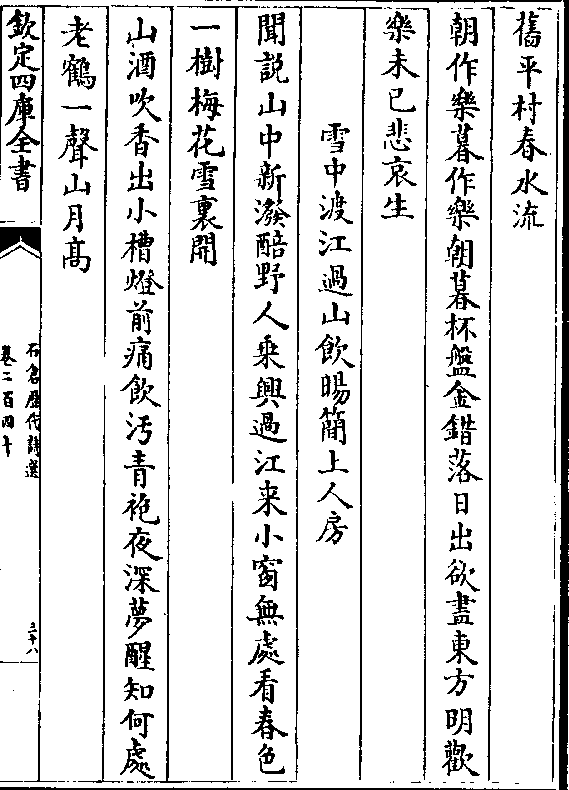 舊平村春水流
朝作樂暮作樂朝暮杯盤金錯落日出欲盡東方明歡
樂未已悲哀生
雪中渡江過山飲暘簡上人房
聞說山中新潑醅野人乘興過江来小窗無處看春色
一樹梅花雪裏開
山酒吹香出小槽燈前痛飲汚青袍夜深夢醒知何處
老鶴一聲山月髙
欽定四庫全書
石倉歷代詩選
卷二百四十
三十八